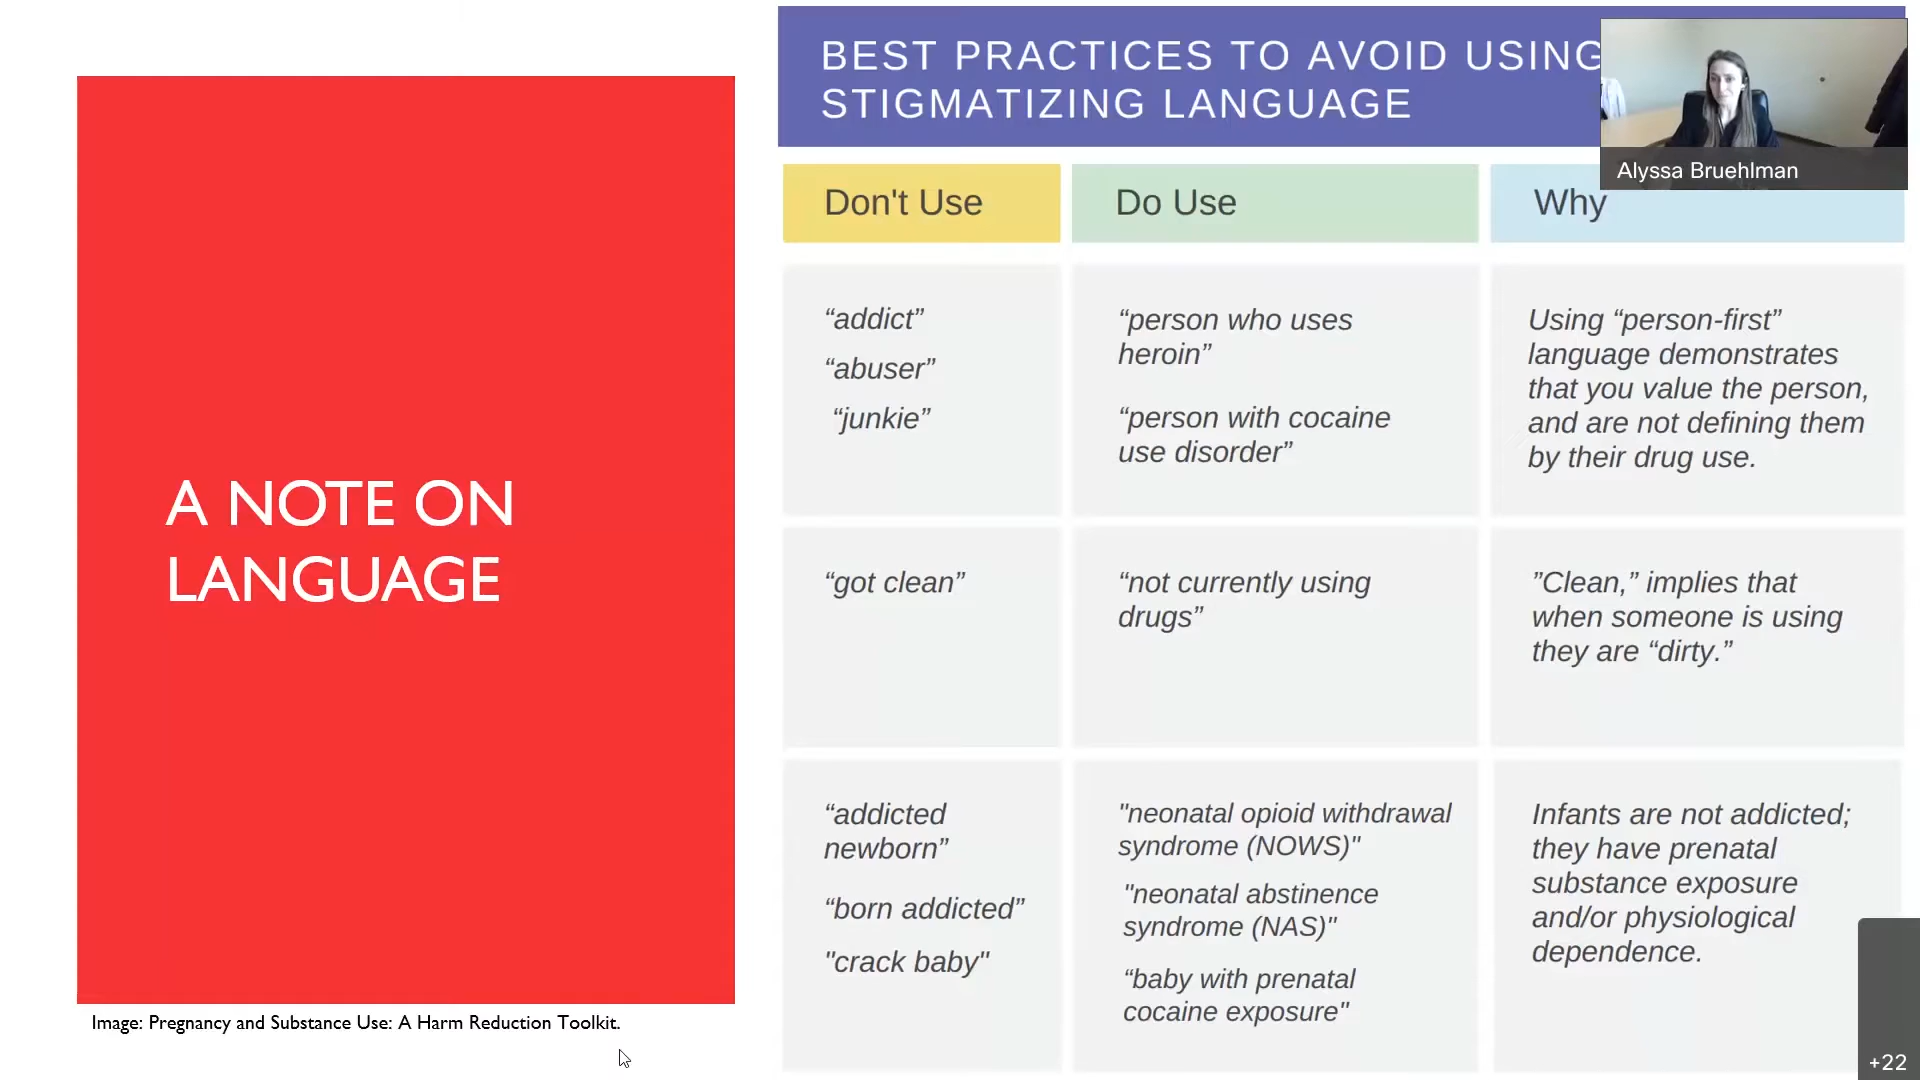 A NOTE ON
LANGUAGE
Image: Pregnancy and Substance Use: A Harm Reduction Toolkit.
BEST PRACTICES TO AVOID USING
STIGMATIZING LANGUAGE
Alyssa Bruehlman
Don't Use
Do Use
Why
“addict”
“abuser”
“junkie”
“person who uses
heroin”
“person with cocaine
use disorder”
Using “person-first”
language demonstrates
that you value the person,
and are not defining them
by their drug use.
“got clean”
“not currently using
drugs”
”Clean,” implies that
when someone is using
they are “dirty.”
“addicted
newborn”
“born addicted”
"crack baby"
"neonatal opioid withdrawal
syndrome (NOWS)"
"neonatal abstinence
syndrome (NAS)"
“baby with prenatal
cocaine exposure"
Infants are not addicted;
they have prenatal
substance exposure
and/or physiological
dependence.
+22